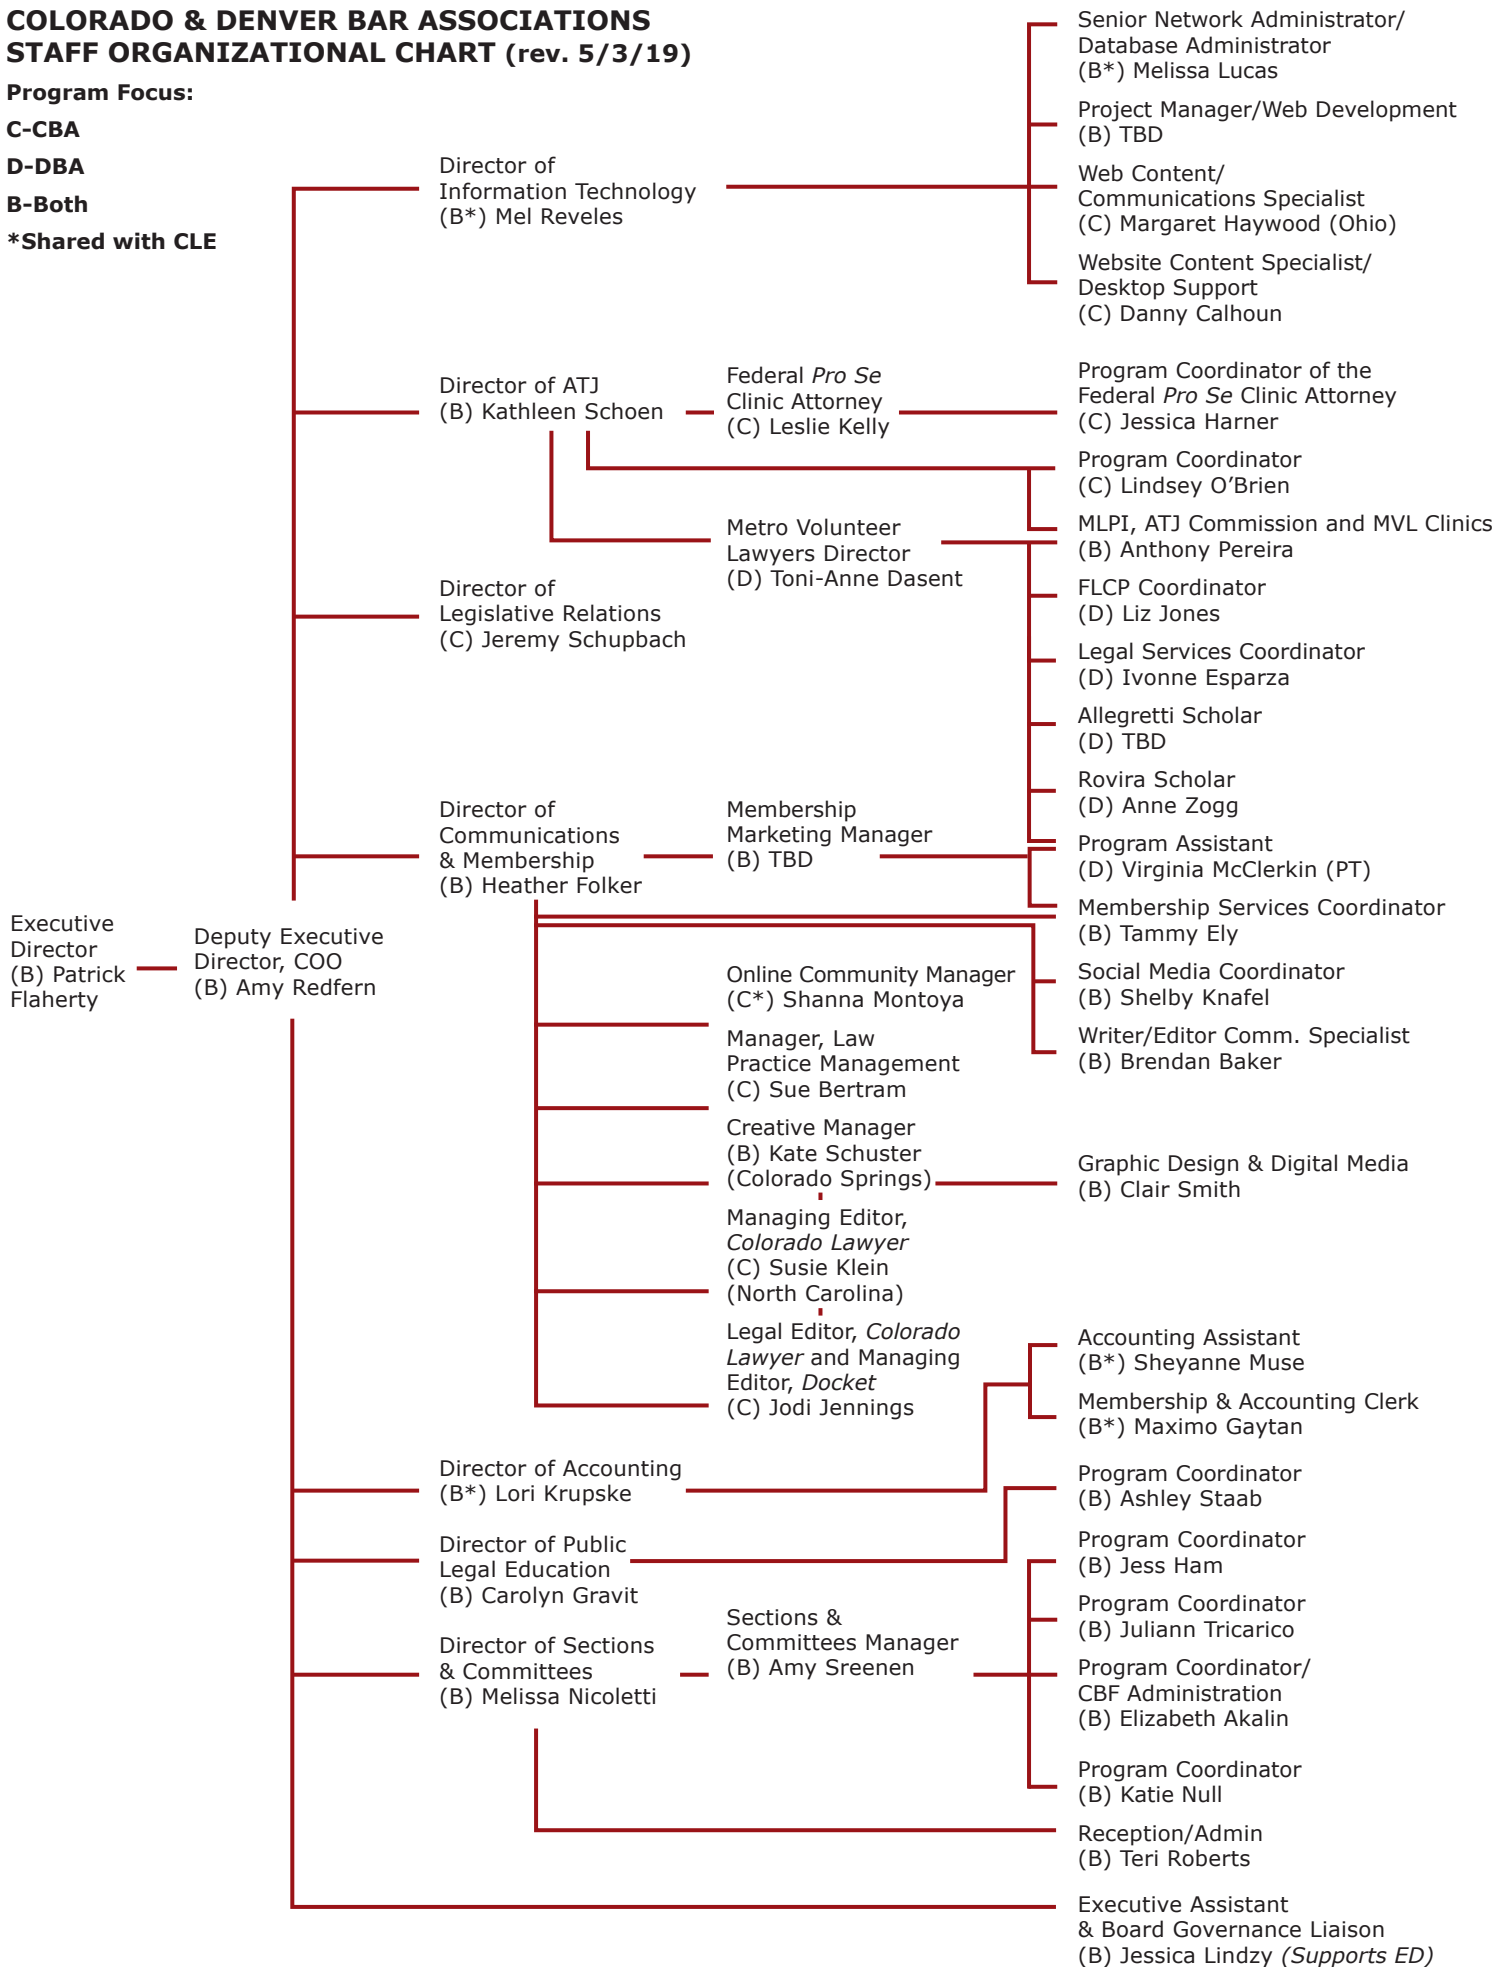 COLORADO & DENVER BAR ASSOCIATIONS
STAFF ORGANIZATIONAL CHART (rev. 5/3/19)
Program Focus:
C-CBA
D-DBA
B-Both
*Shared with CLE
Executive
Director
(B) Patrick
Flaherty
Deputy Executive
Director, COO
(B) Amy Redfern
Director of
Information Technology
(B*) Mel Reveles
Senior Network Administrator/
Database Administrator
(B*) Melissa Lucas
Project Manager/Web Development
(B) TBD
Web Content/
Communications Specialist
(C) Margaret Haywood (Ohio)
Website Content Specialist/
Desktop Support
(C) Danny Calhoun
Director of ATJ
(B) Kathleen Schoen
Federal Pro Se
Clinic Attorney
(C) Leslie Kelly
Program Coordinator of the
Federal Pro Se Clinic Attorney
(C) Jessica Harner
Program Coordinator
(C) Lindsey O’Brien
MLPI, ATJ Commission and MVL Clinics
(B) Anthony Pereira
Metro Volunteer
Lawyers Director
(D) Toni-Anne Dasent
FLCP Coordinator
(D) Liz Jones
Legal Services Coordinator
(D) Ivonne Esparza
Allegretti Scholar
(D) TBD
Rovira Scholar
(D) Anne Zogg
Program Assistant
(D) Virginia McClerkin (PT)
Director of
Legislative Relations
(C) Jeremy Schupbach
Director of
Communications
& Membership
(B) Heather Folker
Membership
Marketing Manager
(B) TBD
Membership Services Coordinator
(B) Tammy Ely
Social Media Coordinator
(B) Shelby Knafel
Writer/Editor Comm. Specialist
(B) Brendan Baker
Online Community Manager
(C*) Shanna Montoya
Manager, Law
Practice Management
(C) Sue Bertram
Creative Manager
(B) Kate Schuster
(Colorado Springs)
Graphic Design & Digital Media
(B) Clair Smith
Managing Editor,
Colorado Lawyer
(C) Susie Klein
(North Carolina)
Legal Editor, Colorado
Lawyer and Managing
Editor, Docket
(C) Jodi Jennings
Director of Accounting
(B*) Lori Krupske
Accounting Assistant
(B*) Sheyanne Muse
Membership & Accounting Clerk
(B*) Maximo Gaytan
Director of Public
Legal Education
(B) Carolyn Gravit
Program Coordinator
(B) Ashley Staab
Director of Sections
& Committees
(B) Melissa Nicoletti
Sections &
Committees Manager
(B) Amy Sreenen
Program Coordinator
(B) Jess Ham
Program Coordinator
(B) Juliann Tricarico
Program Coordinator/
CBF Administration
(B) Elizabeth Akalin
Program Coordinator
(B) Katie Null
Reception/Admin
(B) Teri Roberts
Executive Assistant
& Board Governance Liaison
(B) Jessica Lindzy (Supports ED)